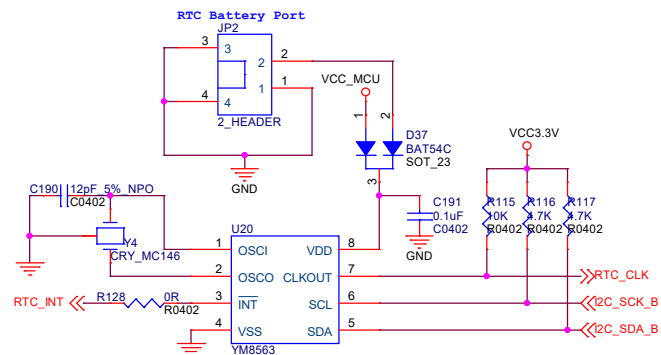 RTC Battery Port
JP2
3 3 2 2
1 1
4 4
2_HEADER
GND
VCC_MCU
1 2
D37
BAT54C
SOT_23
3
VCC3.3V
C190 12pF_5%_NPO
C0402
Y4
CRY_MC146
C191
0.1uF
C0402
GND
R115 R116 R117
10K 4.7K 4.7K
R0402 R0402 R0402
U20
1 OSCI VDD 8
2 OSCO CLKOUT 7
3 INT SCL 6
4 VSS SDA 5
YM8563
RTC_INT R128 0R
R0402
RTC_CLK
I2C_SCK_B
I2C_SDA_B